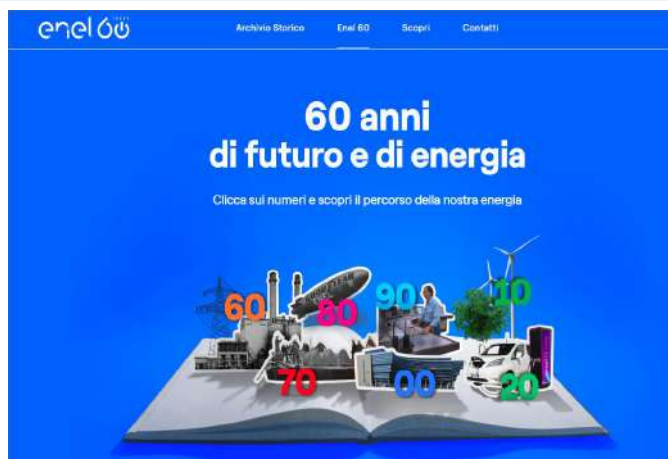 enel 60
Archivio Storico
Enel 60
Scopri
Contatti
60 anni
di futuro e di energia
Clicca sui numeri e scopri il percorso della nostra energia
60
80
90
10
70
00
20